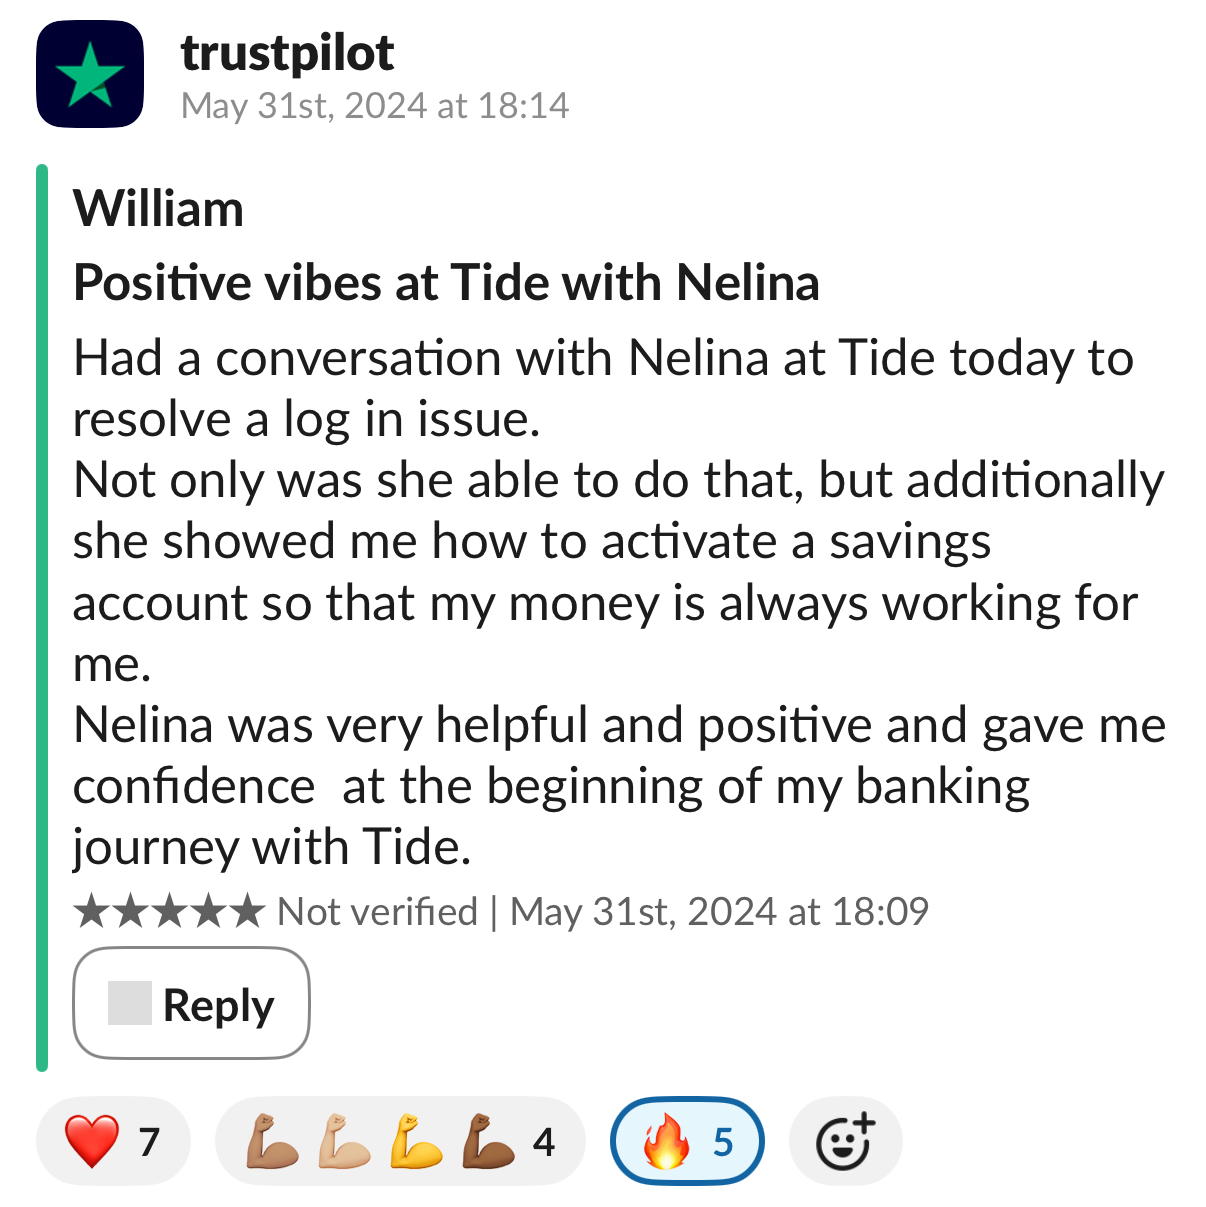 trustpilot
May 31st, 2024 at 18:14
William
Positive vibes at Tide with Nelina
Had a conversation with Nelina at Tide today to
resolve a log in issue.
Not only was she able to do that, but additionally
she showed me how to activate a savings
account so that my money is always working for
me.
Nelina was very helpful and positive and gave me
confidence  at the beginning of my banking
journey with Tide.
★★★★★ Not verified | May 31st, 2024 at 18:09
Reply
7 4 5